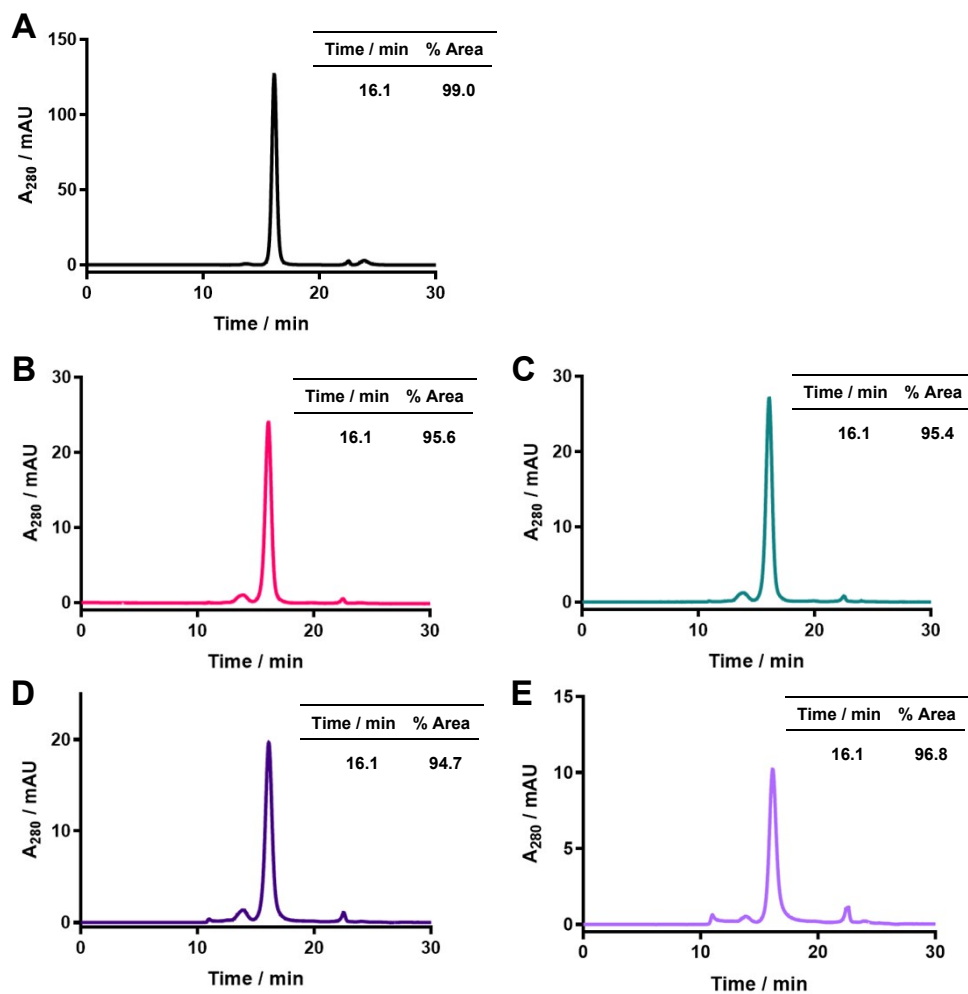 A
150
100
50
0
A280 / mAU
0 10 20 30
Time / min
Time / min % Area
16.1 99.0
B
30
20
10
0
A280 / mAU
0 10 20 30
Time / min
Time / min % Area
16.1 95.6
C
30
20
10
0
A280 / mAU
0 10 20 30
Time / min
Time / min % Area
16.1 95.4
D
20
10
0
A280 / mAU
0 10 20 30
Time / min
Time / min % Area
16.1 94.7
E
15
10
5
0
A280 / mAU
0 10 20 30
Time / min
Time / min % Area
16.1 96.8